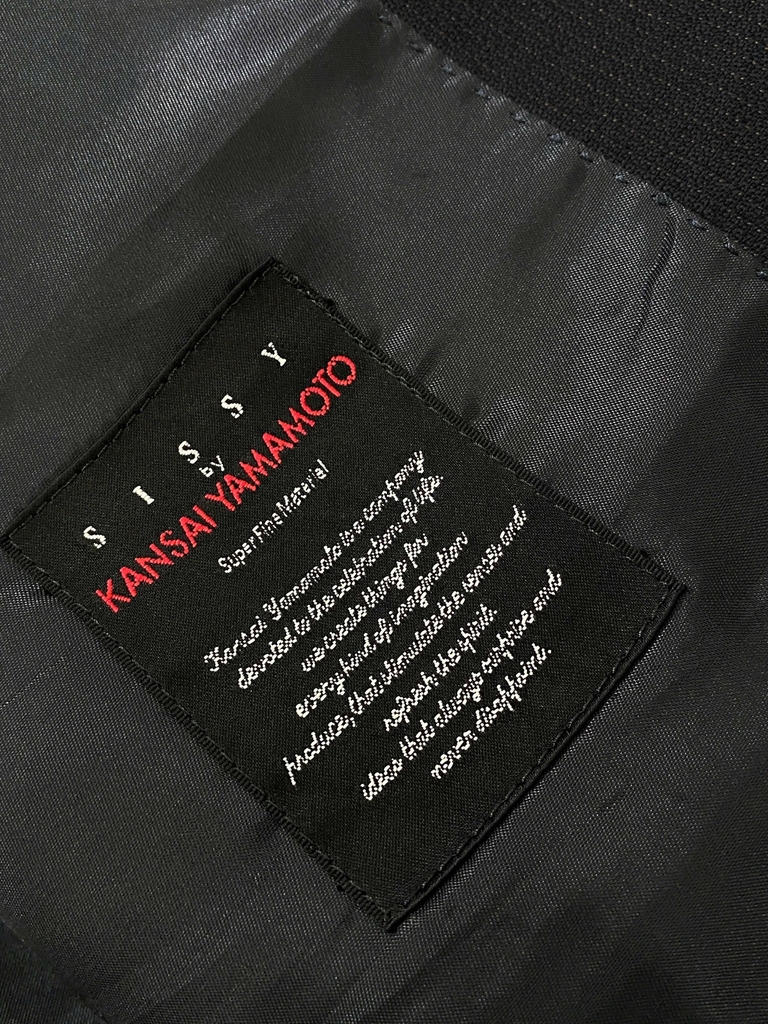 SISSY
by
KANSAI YAMAMOTO
Super Fine Material
Kansai Yamamoto is a company
devoted to the celebration of life
we create things for
every kind of imagination
produce, that stimulate the sense and
refresh the spirit.
ideas that always surprise and
never disappoint.